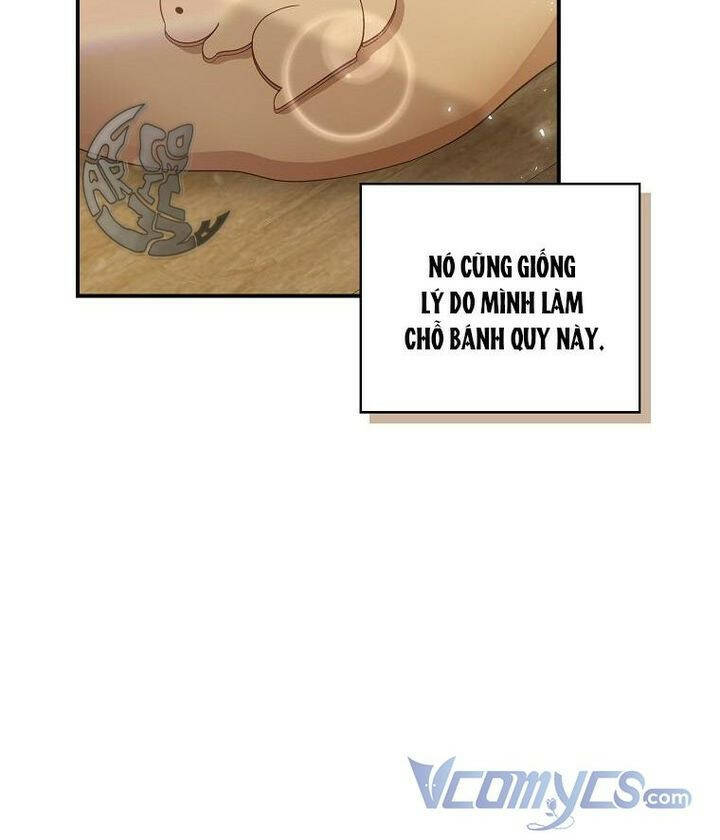 NÓ CŨNG GIỐNG
LÝ DO MÌNH LÀM
CHỖ BÁNH QUY NÀY.
VCOMYCS.com